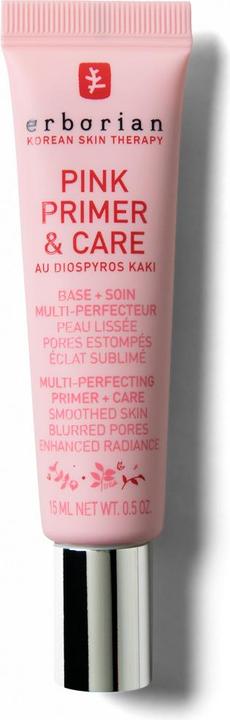 erborian
KOREAN SKIN THERAPY
PINK
PRIMER
& CARE
AU DIOSPYROS KAKI
BASE + SOIN
MULTI-PERFECTEUR
PEAU LISSÉE
PORES ESTOMPÉS
ÉCLAT SUBLIMÉ
MULTI-PERFECTING
PRIMER + CARE
SMOOTHED SKIN
BLURRED PORES
ENHANCED RADIANCE
15 ML NET WT. 0.5 OZ.